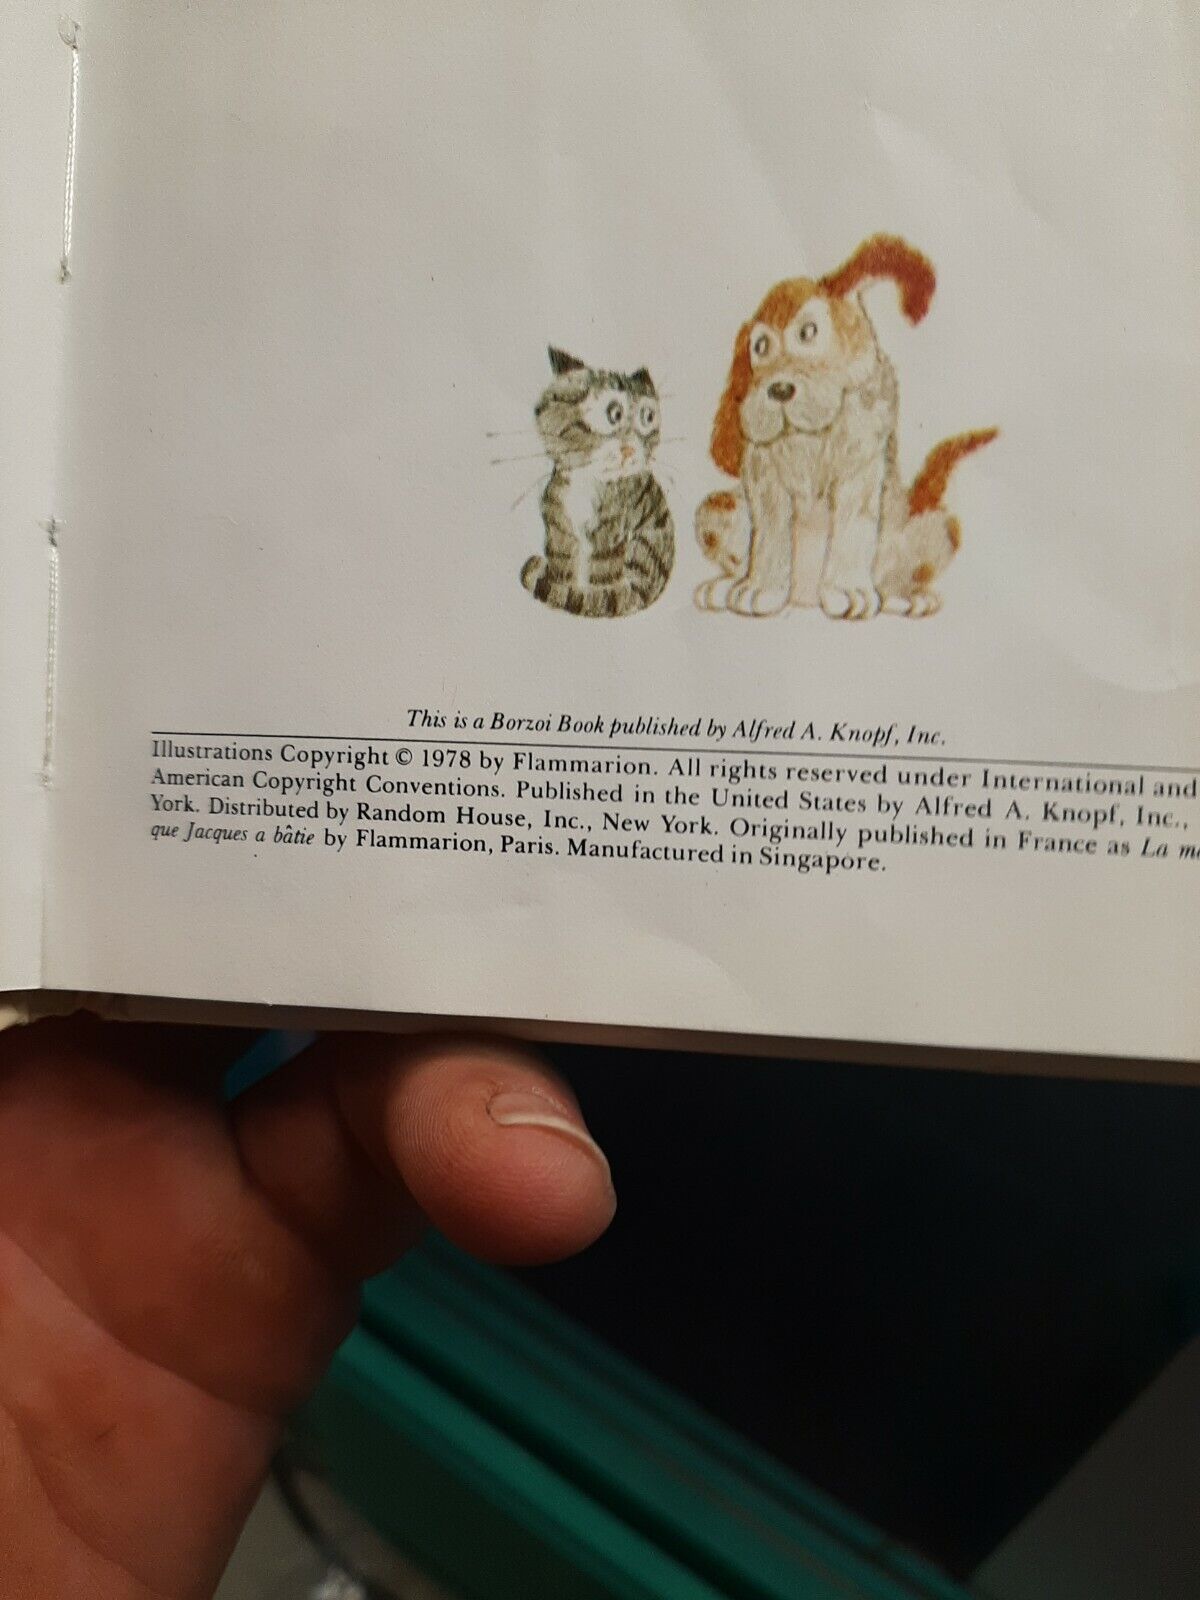 This is a Borzoi Book published by Alfred A. Knopf, Inc.
Illustrations Copyright © 1978 by Flammarion. All rights reserved under International and
American Copyright Conventions. Published in the United States by Alfred A. Knopf, Inc.,
York. Distributed by Random House, Inc., New York. Originally published in France as La
que Jacques a bâtie by Flammarion, Paris. Manufactured in Singapore.